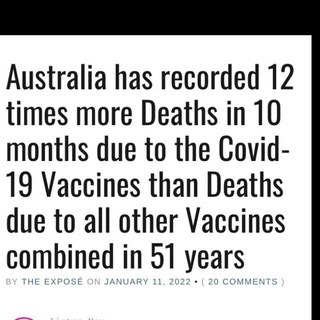 Australia has recorded 12
times more Deaths in 10
months due to the Covid-
19 Vaccines than Deaths
due to all other Vaccines
combined in 51 years
BY THE EXPOSÉ ON JANUARY 11, 2022 • ( 20 COMMENTS )